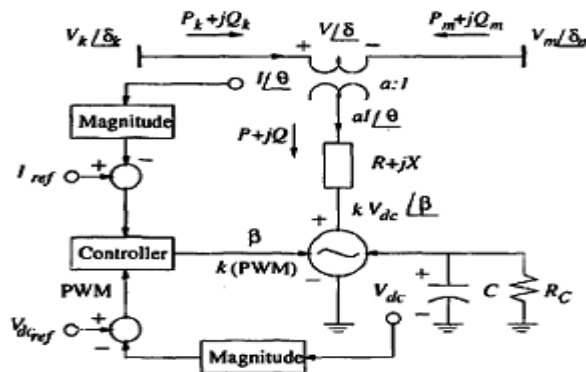 P_k+jQ_k
V/δ
P_m+jQ_m
V_k/δ_k
+ −
V_m/δ_m
I/θ
a:1
Magnitude
aI/θ
P+jQ
R+jX
+ −
I_ref
k V_dc /β
+
Controller
β
k (PWM)
−
PWM
V_dc
+
−
C
R_C
V_dc_ref
+
−
Magnitude